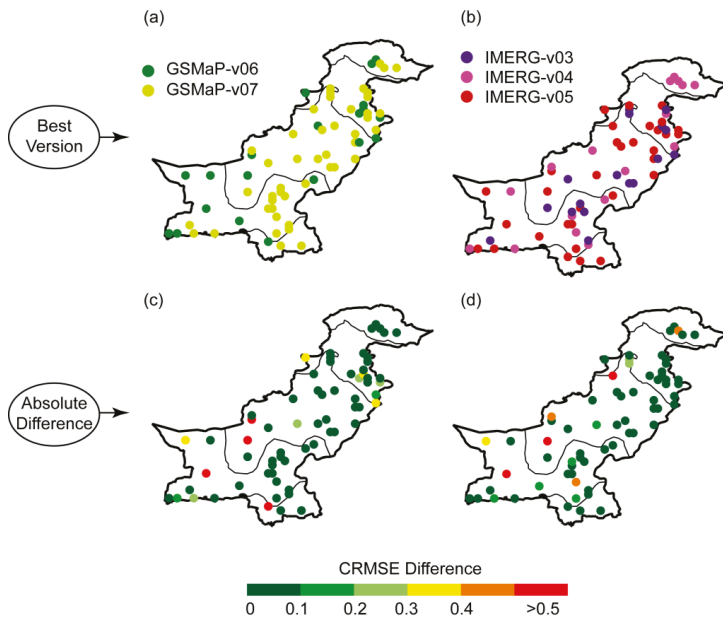 (a)
GSMaP-v06
GSMaP-v07
(b)
IMERG-v03
IMERG-v04
IMERG-v05
Best
Version
(c)
(d)
Absolute
Difference
CRMSE Difference
0 0.1 0.2 0.3 0.4 >0.5